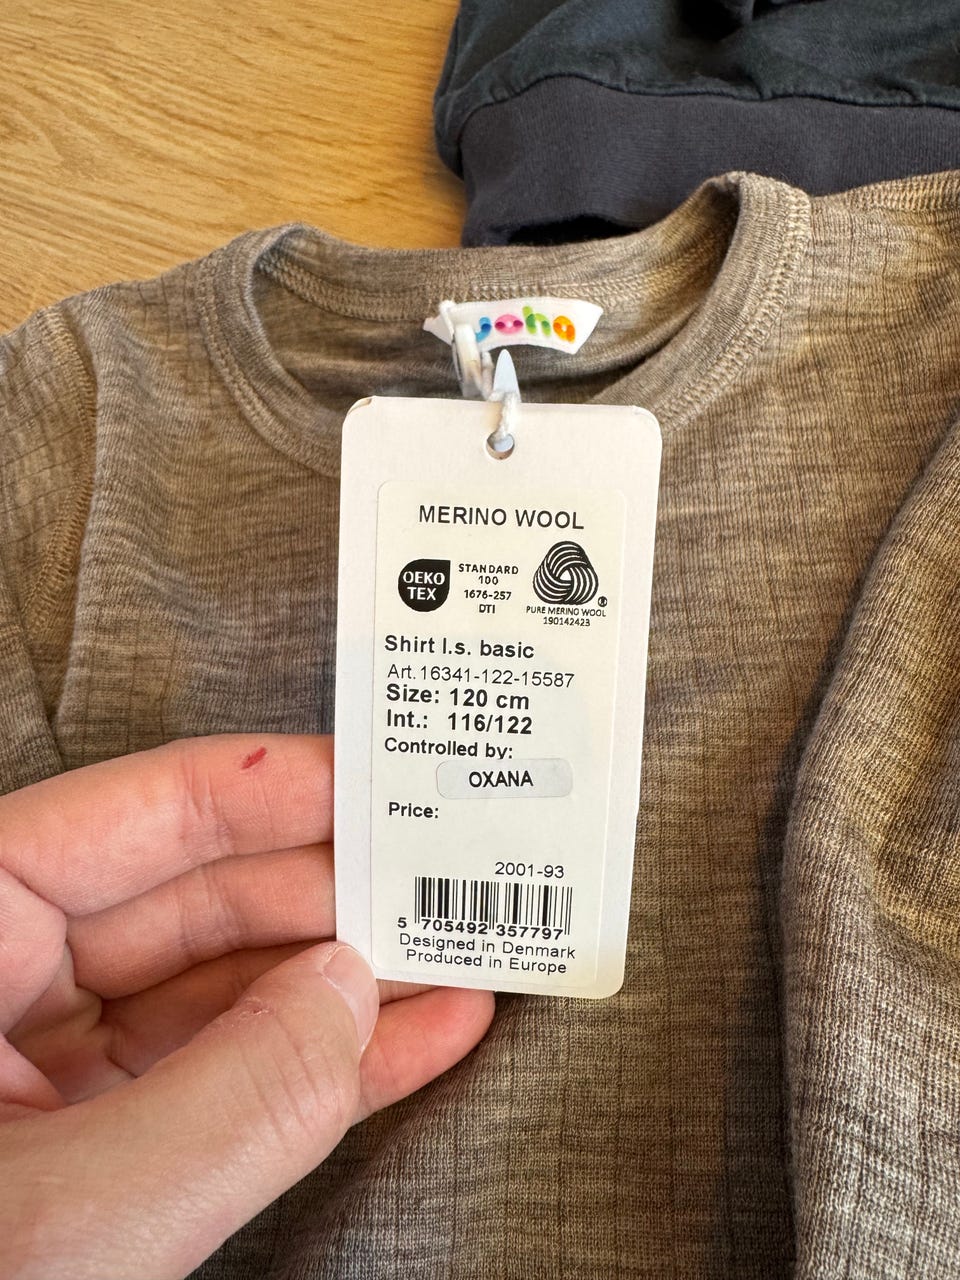 joha
MERINO WOOL
OEKO
TEX
STANDARD
100
1676-257
DTI
PURE MERINO WOOL
190142423
Shirt l.s. basic
Art.16341-122-15587
Size: 120 cm
Int.: 116/122
Controlled by:
OXANA
Price:
2001-93
5 705492 357797
Designed in Denmark
Produced in Europe